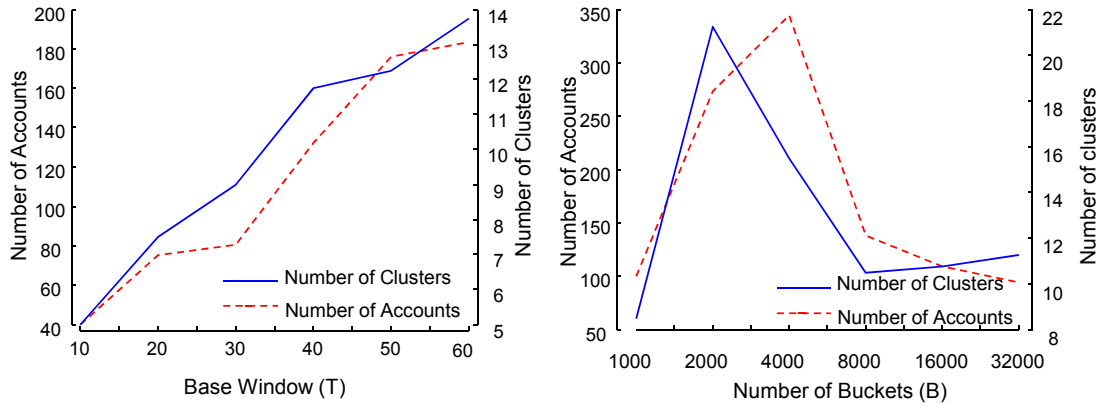 Number of Accounts
200
180
160
140
120
100
80
60
40
14
13
12
11
10
9
8
7
6
5
Number of Clusters
Number of Clusters
Number of Accounts
10 20 30 40 50 60
Base Window (T)
Number of Accounts
350
300
250
200
150
100
50
22
20
18
16
14
12
10
8
Number of clusters
Number of Clusters
Number of Accounts
1000 2000 4000 8000 16000 32000
Number of Buckets (B)